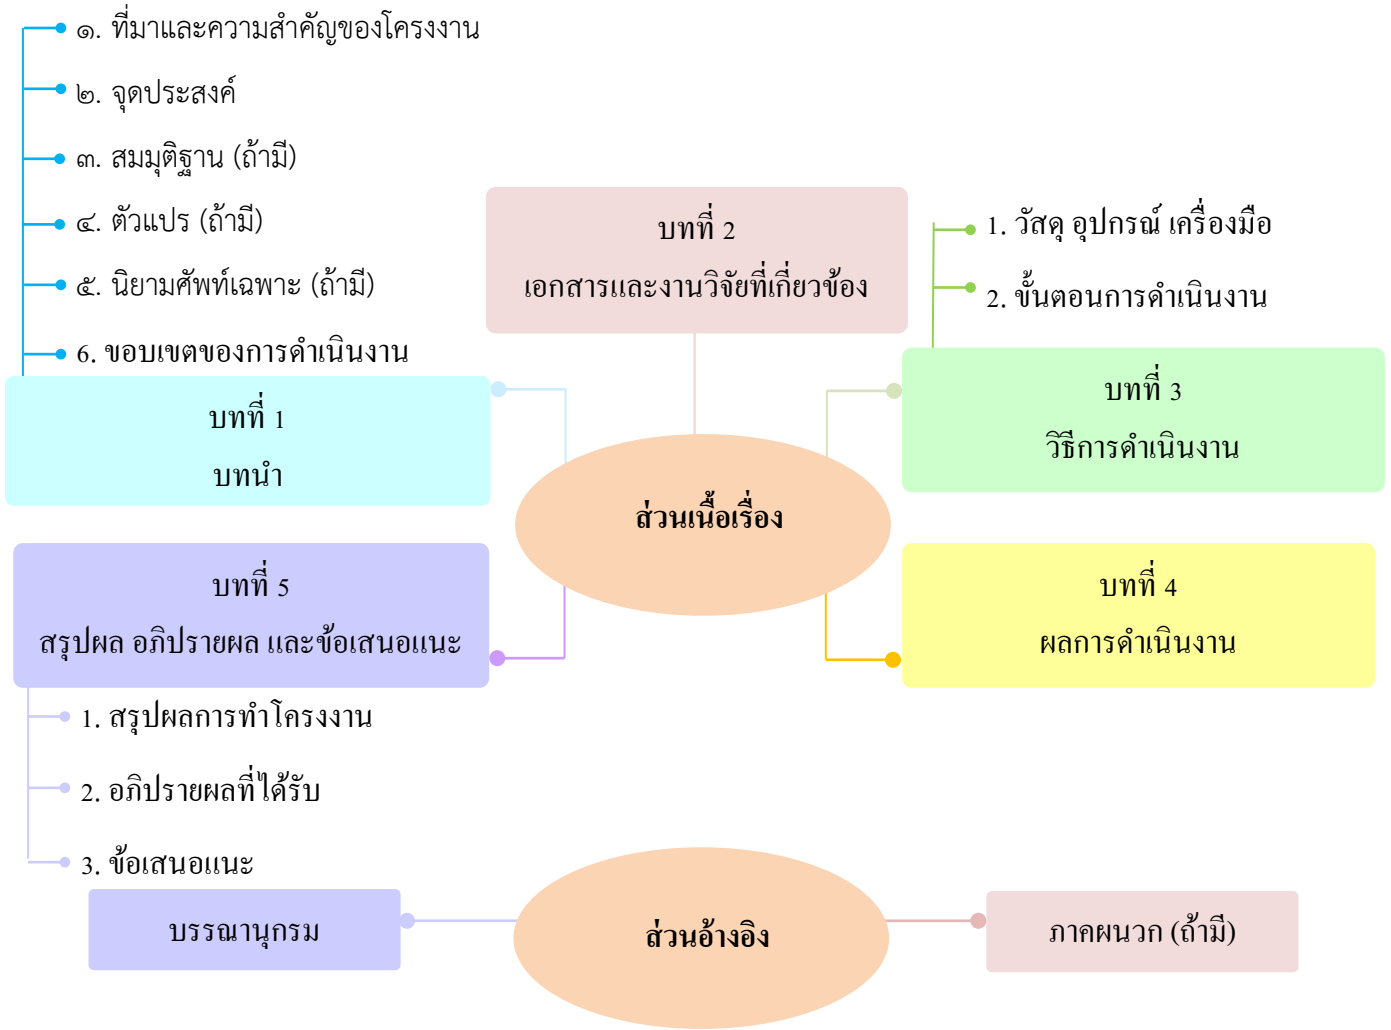 ๑. ที่มาและความสำคัญของโครงงาน
๒. จุดประสงค์
๓. สมมุติฐาน (ถ้ามี)
๔. ตัวแปร (ถ้ามี)
๕. นิยามศัพท์เฉพาะ (ถ้ามี)
6. ขอบเขตของการดำเนินงาน
บทที่ 1
บทนำ
บทที่ 2
เอกสารและงานวิจัยที่เกี่ยวข้อง
1. วัสดุ อุปกรณ์ เครื่องมือ
2. ขั้นตอนการดำเนินงาน
บทที่ 3
วิธีการดำเนินงาน
ส่วนเนื้อเรื่อง
บทที่ 4
ผลการดำเนินงาน
บทที่ 5
สรุปผล อภิปรายผล และข้อเสนอแนะ
1. สรุปผลการทำโครงงาน
2. อภิปรายผลที่ได้รับ
3. ข้อเสนอแนะ
บรรณานุกรม
ส่วนอ้างอิง
ภาคผนวก (ถ้ามี)